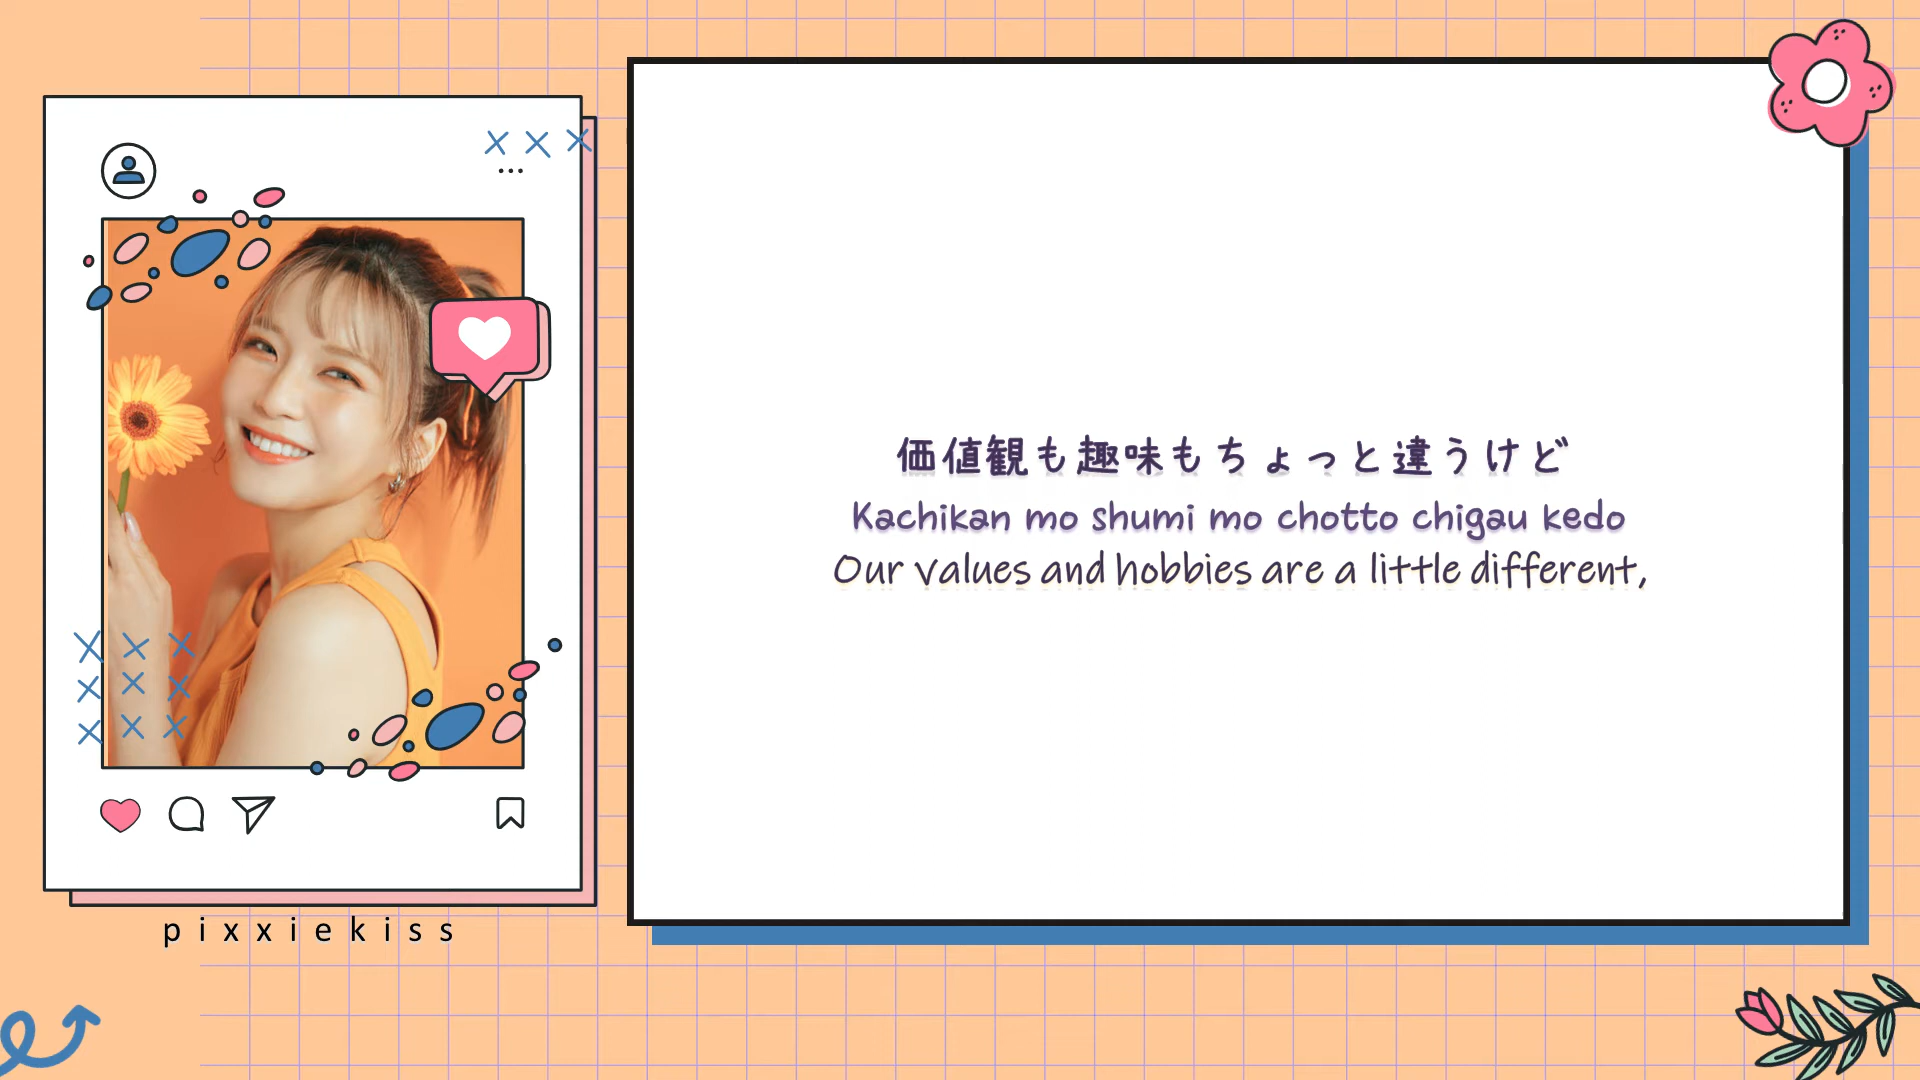 価値観も趣味もちょっと違うけど
Kachikan mo shumi mo chotto chigau kedo
Our values and hobbies are a little different,
pixxiekiss